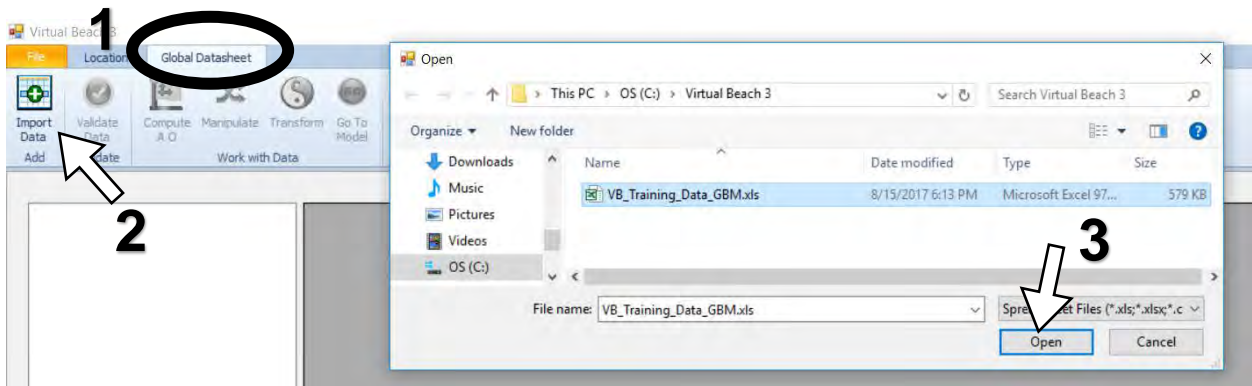 1
Virtual Beach 3
File Location Global Datasheet
Import Data
Validate Data
Compute A O
Manipulate
Transform
Go To Model
Add
Work with Data
2
Open
This PC › OS (C:) › Virtual Beach 3
Search Virtual Beach 3
Organize
New folder
Downloads
Music
Pictures
Videos
OS (C:)
Name Date modified Type Size
VB_Training_Data_GBM.xls 8/15/2017 6:13 PM Microsoft Excel 97... 579 KB
3
File name: VB_Training_Data_GBM.xls
Files (*.xls;*.xlsx;*.c
Open
Cancel